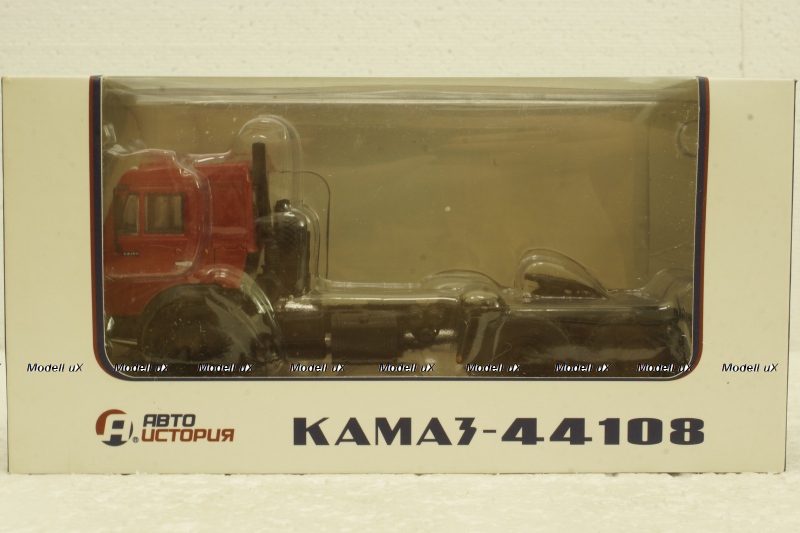 Modell uX Modell uX Modell uX Modell uX Modell uX Modell uX Modell uX Modell uX Modell uX
АВТО
ИСТОРИЯ ®
КАМАЗ-44108